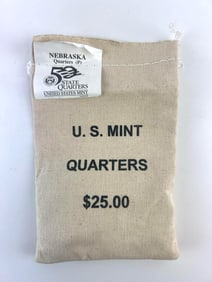 NEBRASKA
Quarters (P)
50
STATE
QUARTERS
UNITED STATES MINT
U. S. MINT
QUARTERS
$25.00